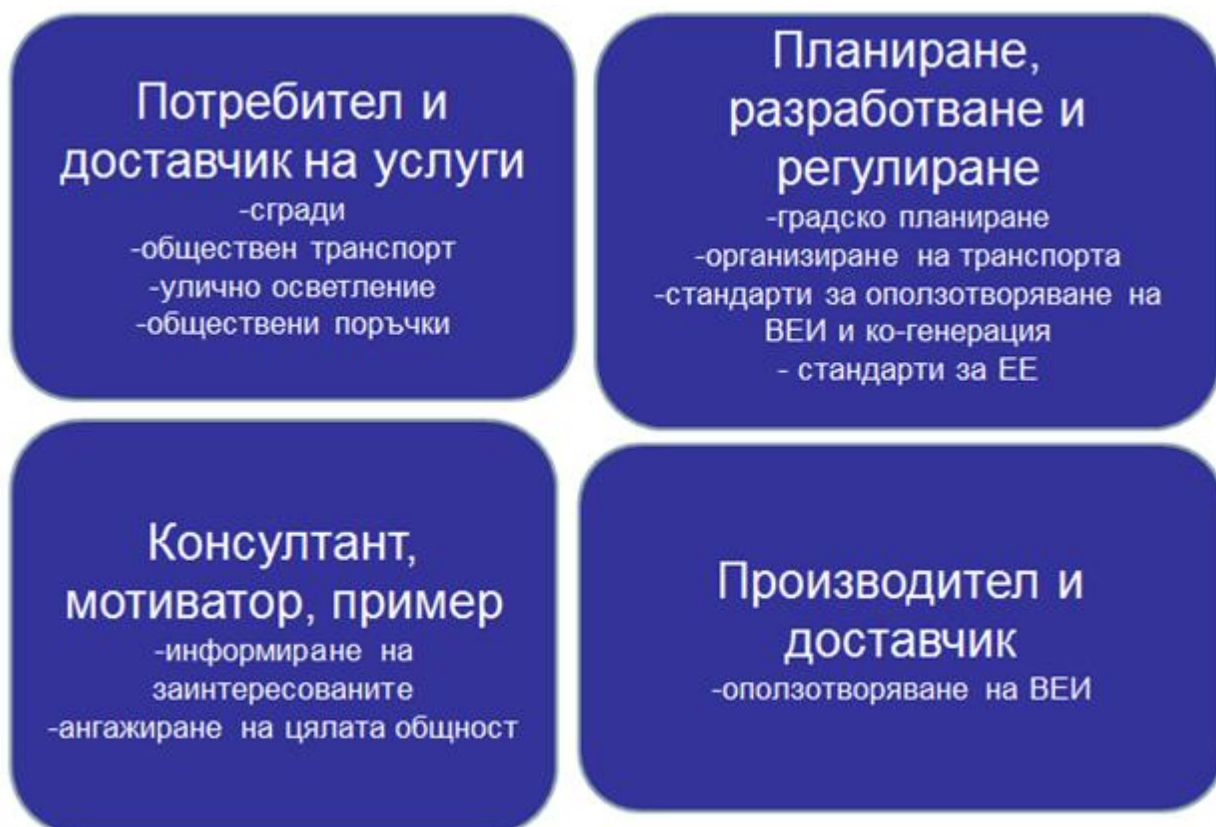 Потребител и
доставчик на услуги
-сгради
-обществен транспорт
-улично осветление
-обществени поръчки
Планиране,
разработване и
регулиране
-градско планиране
-организиране на транспорта
-стандарти за оползотворяване на
ВЕИ и ко-генерация
- стандарти за ЕЕ
Консултант,
мотиватор, пример
-информиране на
заинтересованите
-ангажиране на цялата общност
Производител и
доставчик
-оползотворяване на ВЕИ